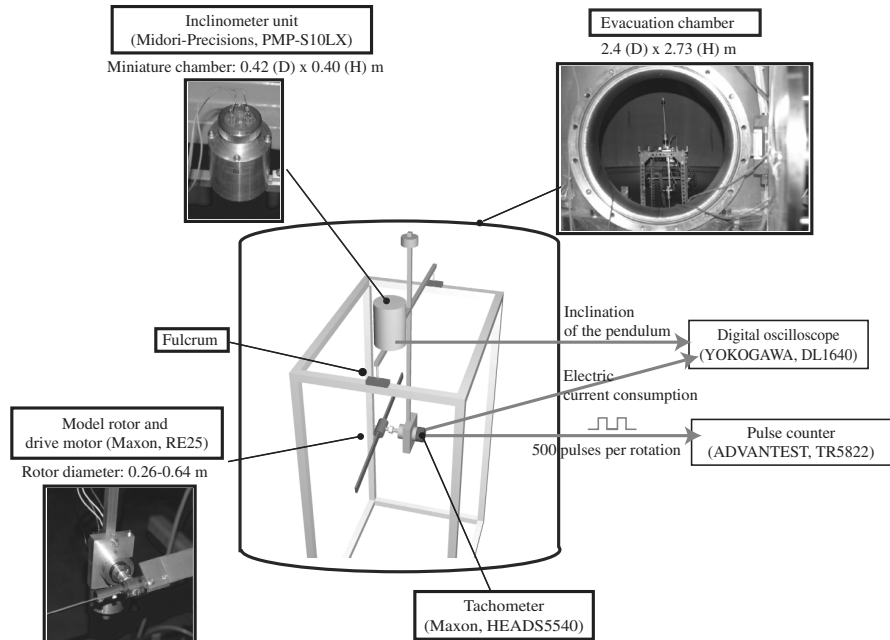 Inclinometer unit
(Midori-Precisions, PMP-S10LX)
Miniature chamber: 0.42 (D) x 0.40 (H) m
Evacuation chamber
2.4 (D) x 2.73 (H) m
Fulcrum
Inclination
of the pendulum
Digital oscilloscope
(YOKOGAWA, DL1640)
Electric
current consumption
Model rotor and
drive motor (Maxon, RE25)
Rotor diameter: 0.26-0.64 m
500 pulses per rotation
Pulse counter
(ADVANTEST, TR5822)
Tachometer
(Maxon, HEADS5540)